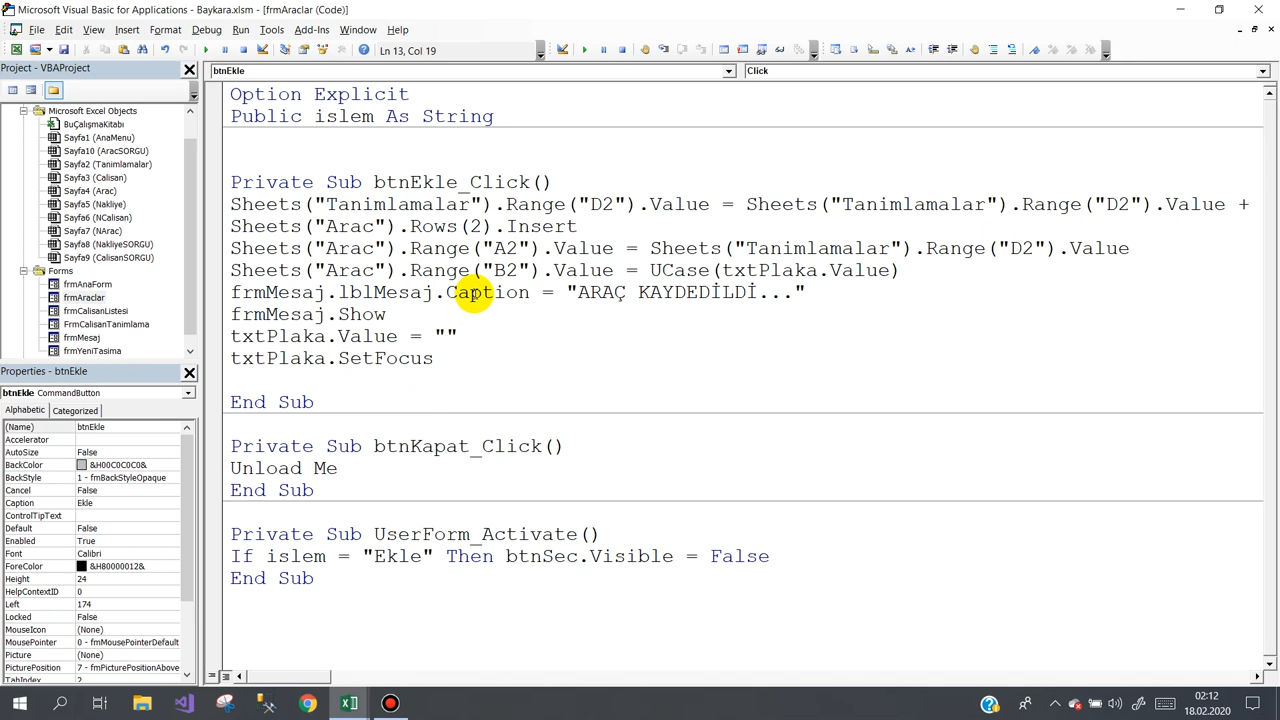 Microsoft Visual Basic for Applications - Baykara.xlsm - [frmAraclar (Code)]
File Edit View Insert Format Debug Run Tools Add-Ins Window Help
Ln 13, Col 19
Project - VBAProject
btnEkle
Click
Microsoft Excel Objects
BuÇalışmaKitabı
Sayfa1 (AnaMenu)
Sayfa10 (AracSORGU)
Sayfa2 (Tanimlamalar)
Sayfa3 (Calisan)
Sayfa4 (Arac)
Sayfa5 (Nakliye)
Sayfa6 (NCalisan)
Sayfa7 (NArac)
Sayfa8 (NakliyeSORGU)
Sayfa9 (CalisanSORGU)
Forms
frmAnaForm
frmAraclar
frmCalisanListesi
FrmCalisanTanimlama
frmMesaj
frmYeniTasima
Properties - btnEkle
btnEkle CommandButton
Alphabetic Categorized
(Name) btnEkle
Accelerator
AutoSize False
BackColor &H00C0C0C0&
BackStyle 1 - fmBackStyleOpaque
Cancel False
Caption Ekle
ControlTipText
Default False
Enabled True
Font Calibri
ForeColor &H80000012&
Height 24
HelpContextID 0
Left 174
Locked False
MouseIcon (None)
MousePointer 0 - fmMousePointerDefault
Picture (None)
PicturePosition 7 - fmPicturePositionAbove
TabIndex 2
Option Explicit
Public islem As String
Private Sub btnEkle_Click()
Sheets("Tanimlamalar").Range("D2").Value = Sheets("Tanimlamalar").Range("D2").Value +
Sheets("Arac").Rows(2).Insert
Sheets("Arac").Range("A2").Value = Sheets("Tanimlamalar").Range("D2").Value
Sheets("Arac").Range("B2").Value = UCase(txtPlaka.Value)
frmMesaj.lblMesaj.Caption = "ARAÇ KAYDEDİLDİ..."
frmMesaj.Show
txtPlaka.Value = ""
txtPlaka.SetFocus
End Sub
Private Sub btnKapat_Click()
Unload Me
End Sub
Private Sub UserForm_Activate()
If islem = "Ekle" Then btnSec.Visible = False
End Sub
02:12
18.02.2020